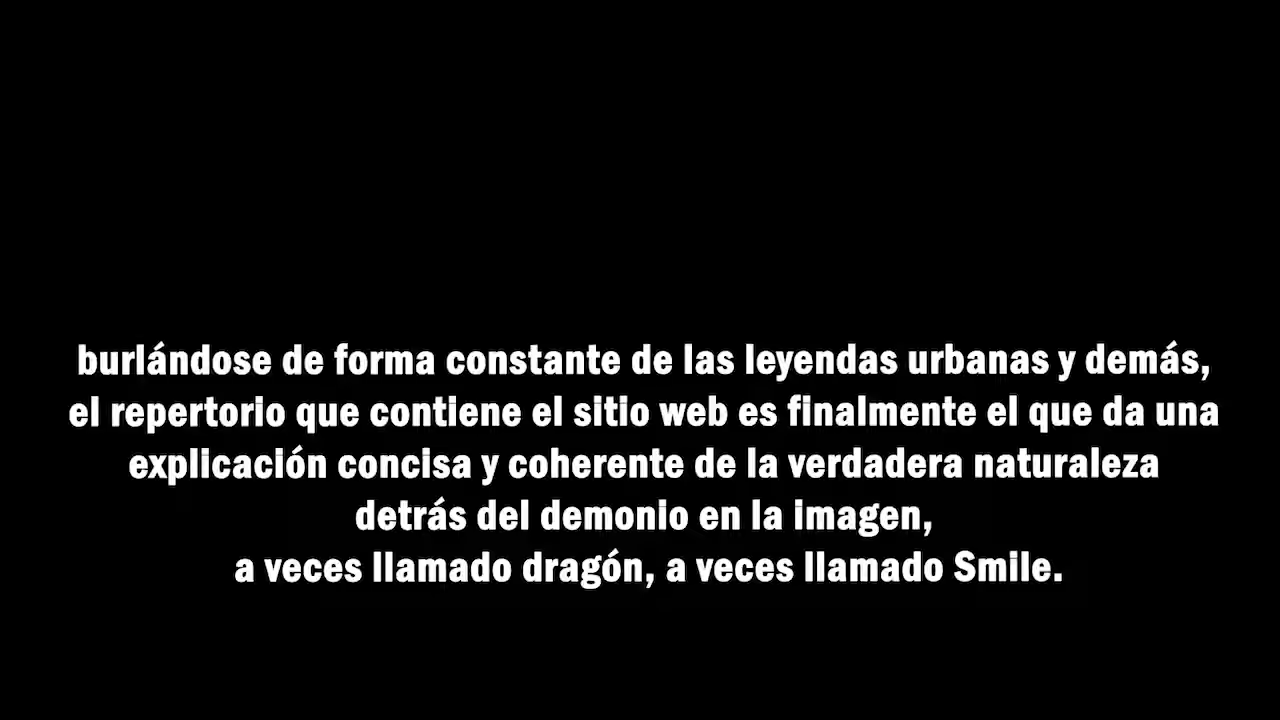 burlándose de forma constante de las leyendas urbanas y demás,
el repertorio que contiene el sitio web es finalmente el que da una
explicación concisa y coherente de la verdadera naturaleza
detrás del demonio en la imagen,
a veces llamado dragón, a veces llamado Smile.